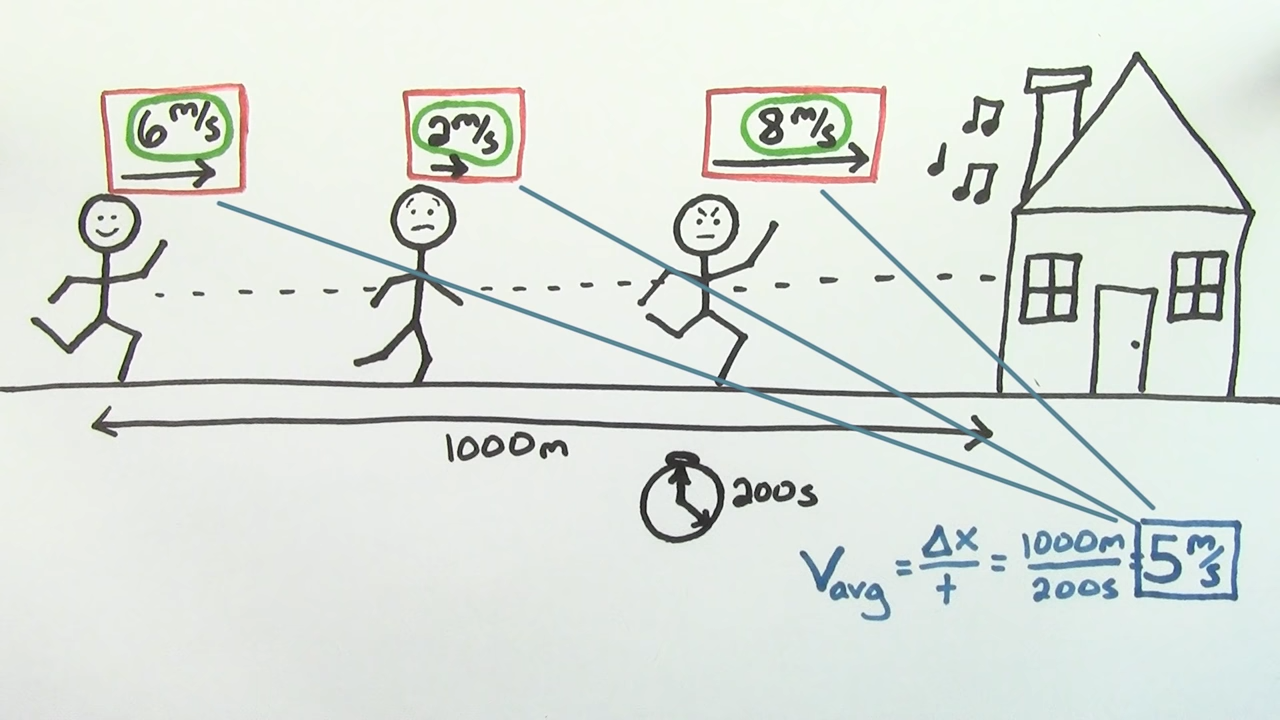 6 m/s
2 m/s
8 m/s
1000m
200s
Vavg = Δx/t = 1000m/200s = 5 m/s